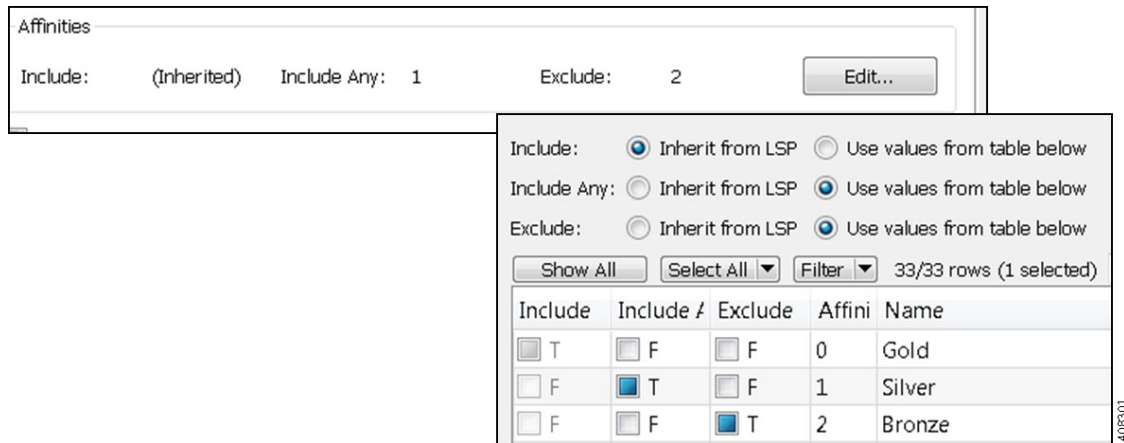 Affinities
Include: (Inherited) Include Any: 1 Exclude: 2 Edit...
Include: Inherit from LSP Use values from table below
Include Any: Inherit from LSP Use values from table below
Exclude: Inherit from LSP Use values from table below
Show All Select All Filter 33/33 rows (1 selected)
Include Include A Exclude Affini Name
T F F 0 Gold
F T F 1 Silver
F F T 2 Bronze
408301